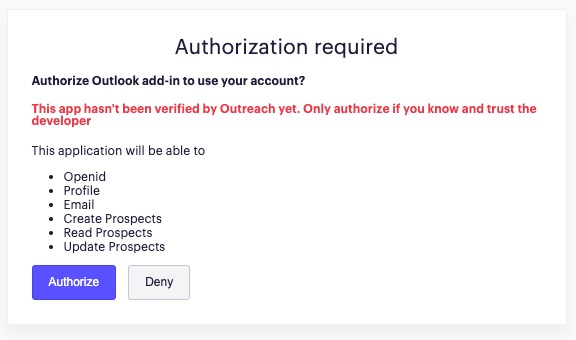 Authorization required
Authorize Outlook add-in to use your account?
This app hasn't been verified by Outreach yet. Only authorize if you know and trust the
developer
This application will be able to
• Openid
• Profile
• Email
• Create Prospects
• Read Prospects
• Update Prospects
Authorize Deny